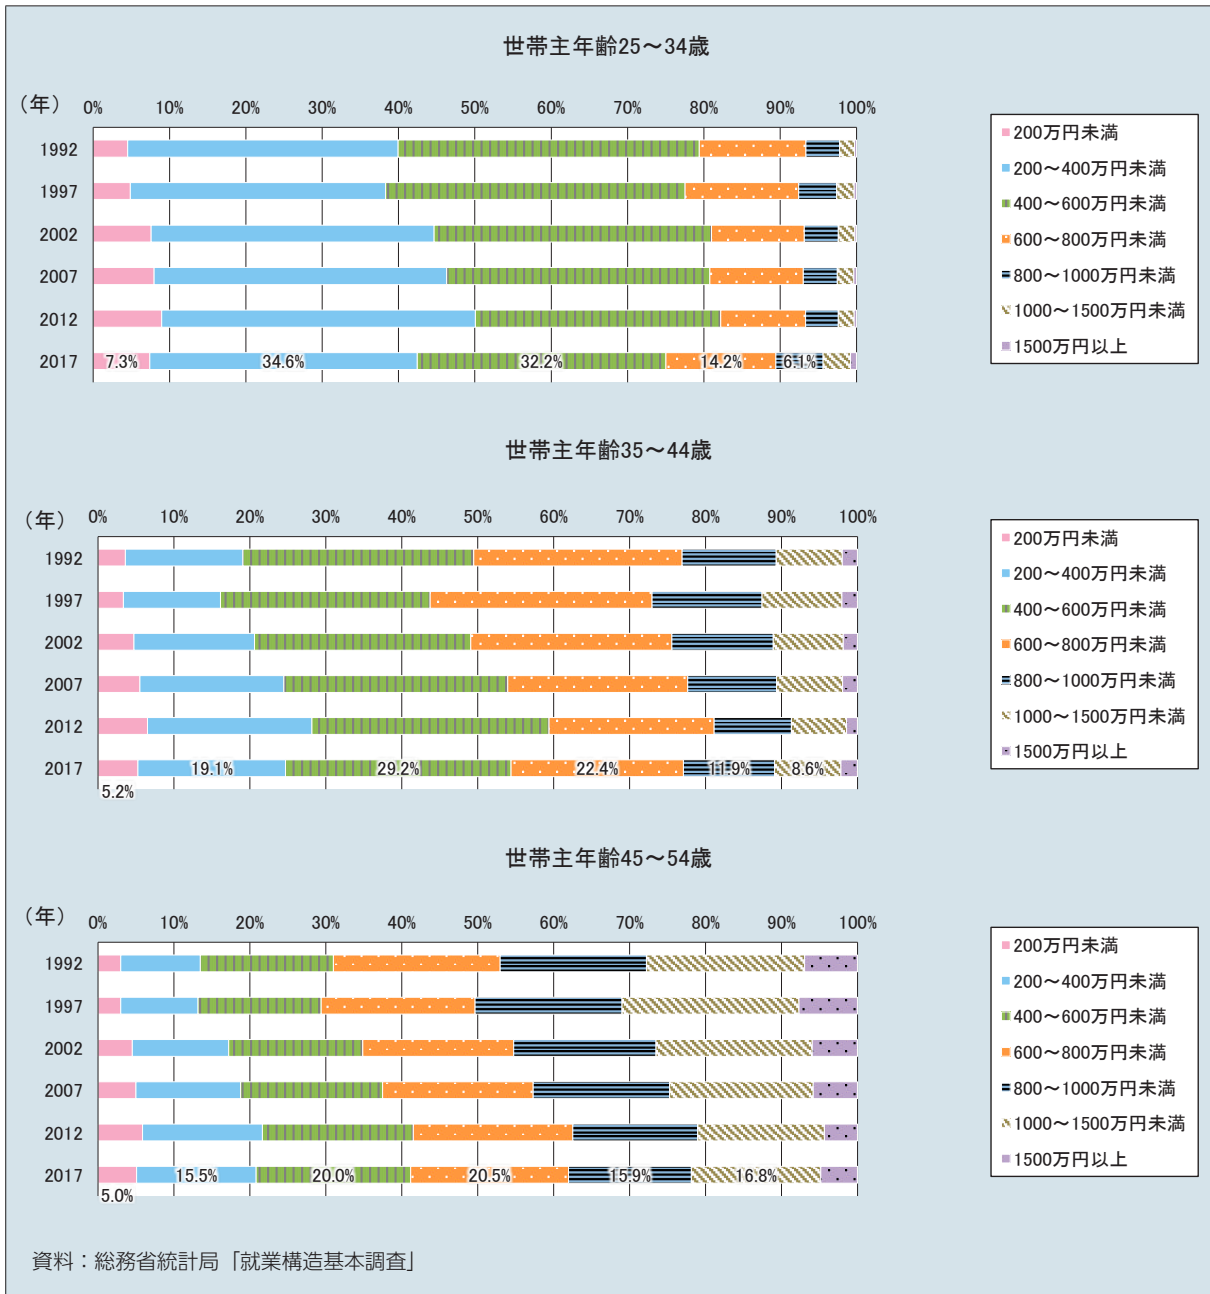 世帯主年齢25～34歳
（年） 0% 10% 20% 30% 40% 50% 60% 70% 80% 90% 100%
1992
1997
2002
2007
2012
2017 7.3% 34.6% 32.2% 14.2% 6.1%
200万円未満
200～400万円未満
400～600万円未満
600～800万円未満
800～1000万円未満
1000～1500万円未満
1500万円以上
世帯主年齢35～44歳
（年） 0% 10% 20% 30% 40% 50% 60% 70% 80% 90% 100%
1992
1997
2002
2007
2012
2017 19.1% 29.2% 22.4% 11.9% 8.6%
5.2%
200万円未満
200～400万円未満
400～600万円未満
600～800万円未満
800～1000万円未満
1000～1500万円未満
1500万円以上
世帯主年齢45～54歳
（年） 0% 10% 20% 30% 40% 50% 60% 70% 80% 90% 100%
1992
1997
2002
2007
2012
2017 15.5% 20.0% 20.5% 15.9% 16.8%
5.0%
200万円未満
200～400万円未満
400～600万円未満
600～800万円未満
800～1000万円未満
1000～1500万円未満
1500万円以上
資料：総務省統計局「就業構造基本調査」